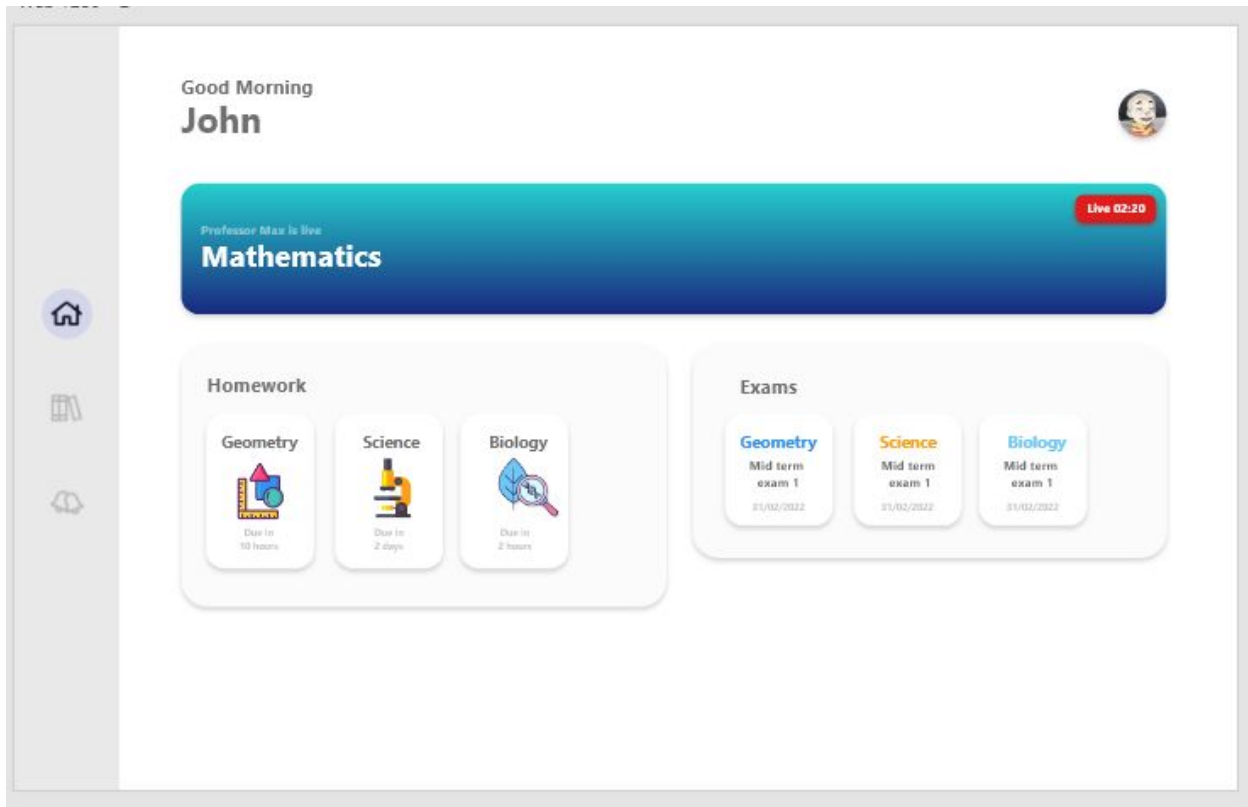 Good Morning
John
Live 02:20
Professor Max is live
Mathematics
Homework
Geometry
Due in
10 hours
Science
Due in
2 days
Biology
Due in
2 hours
Exams
Geometry
Mid term
exam 1
31/02/2022
Science
Mid term
exam 1
31/02/2022
Biology
Mid term
exam 1
31/02/2022